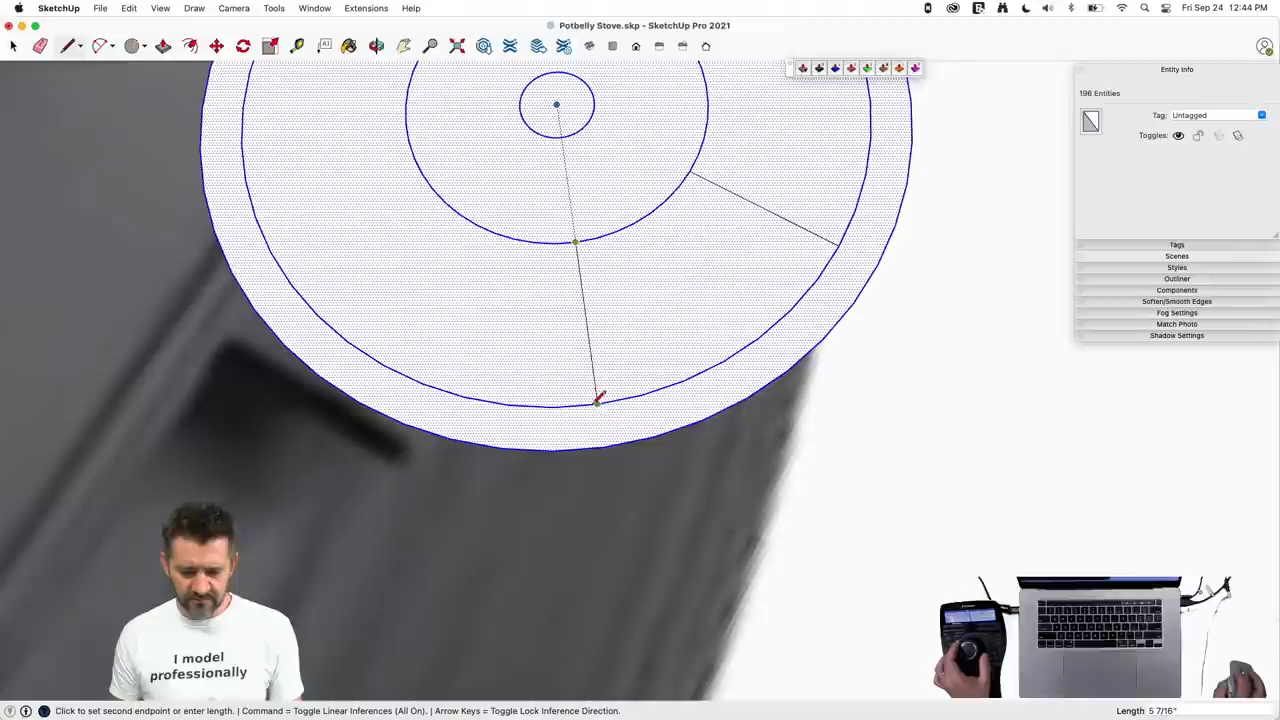 SketchUp File Edit View Draw Camera Tools Window Extensions Help Fri Sep 24 12:44 PM
Potbelly Stove.skp - SketchUp Pro 2021
Entity Info
196 Entities
Tag: Untagged
Toggles:
Tags
Scenes
Styles
Outliner
Components
Soften/Smooth Edges
Fog Settings
Match Photo
Shadow Settings
I model
professionally
Click to set second endpoint or enter length. | Command = Toggle Linear Inferences (All On). | Arrow Keys = Toggle Lock Inference Direction. Length 5 7/16"